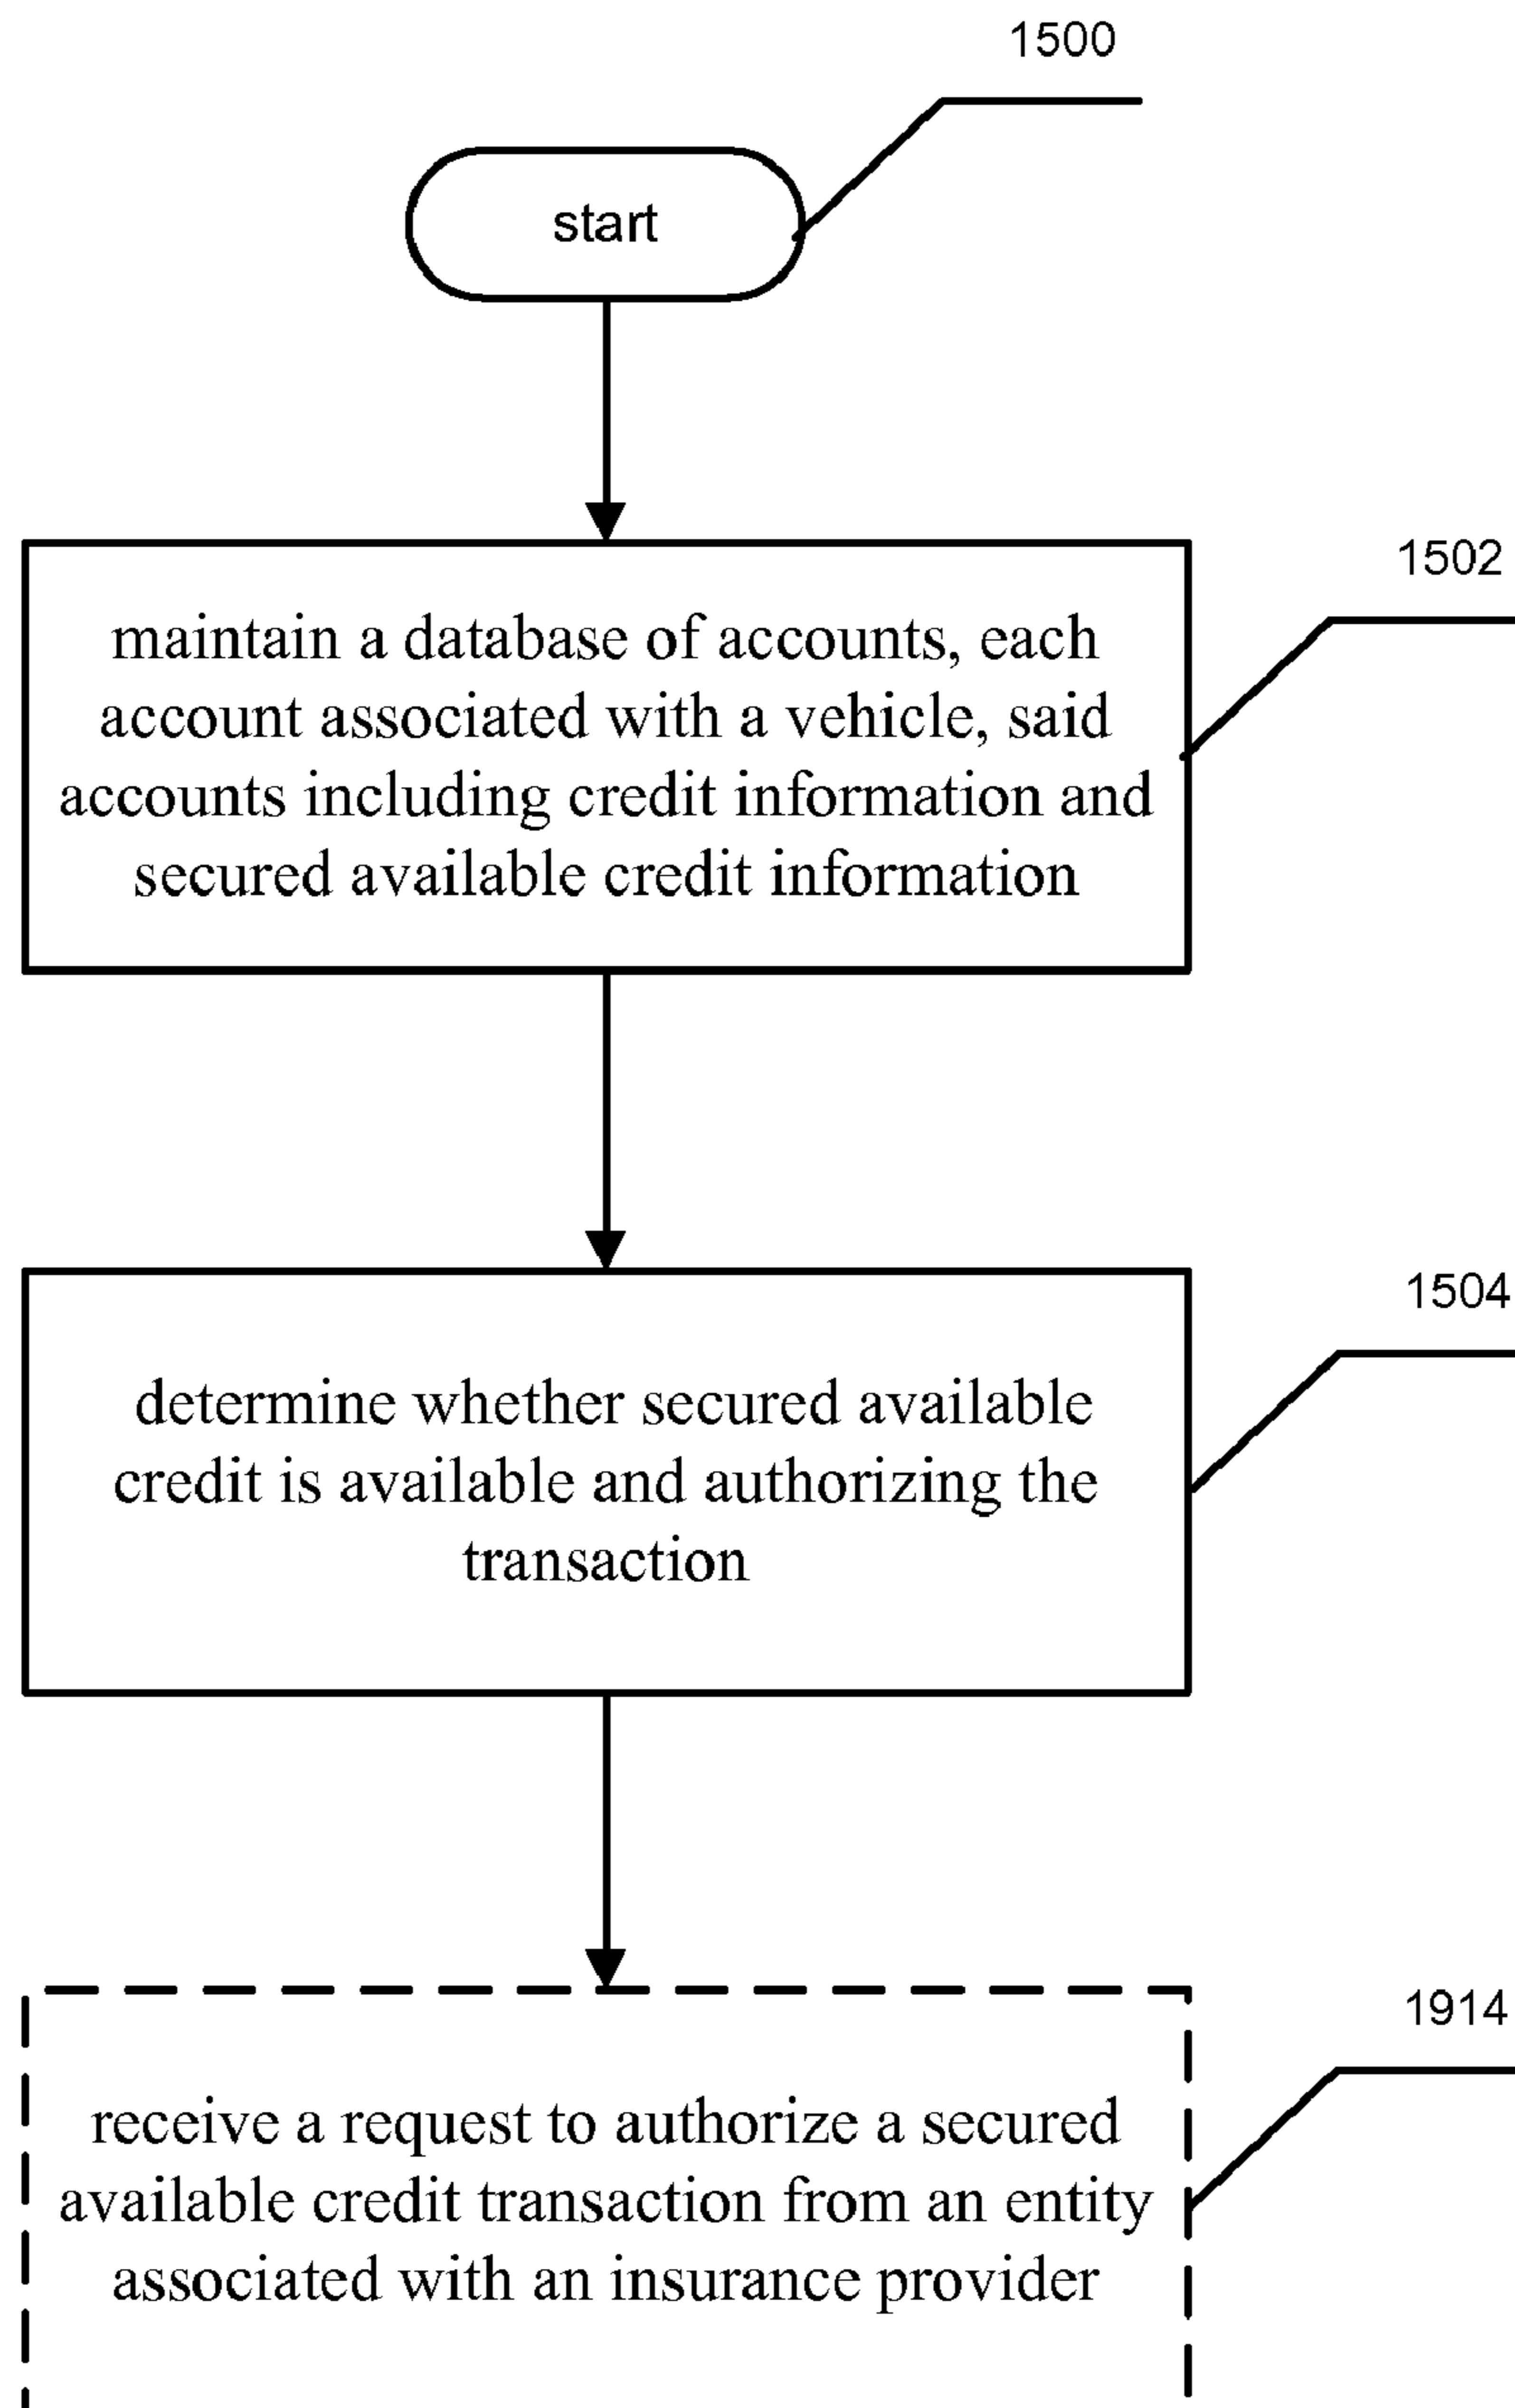 1500
start
1502
maintain a database of accounts, each
account associated with a vehicle, said
accounts including credit information and
secured available credit information
1504
determine whether secured available
credit is available and authorizing the
transaction
1914
receive a request to authorize a secured
available credit transaction from an entity
associated with an insurance provider